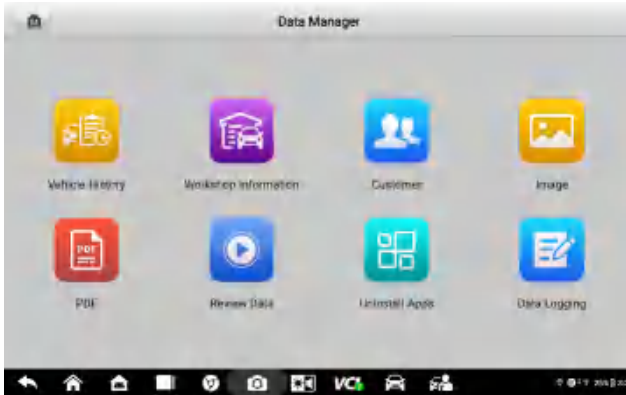 Data Manager
Vehicle History
Workshop Information
Customer
Image
PDF
PDF
Review Data
Uninstall Apps
Data Logging
VCI